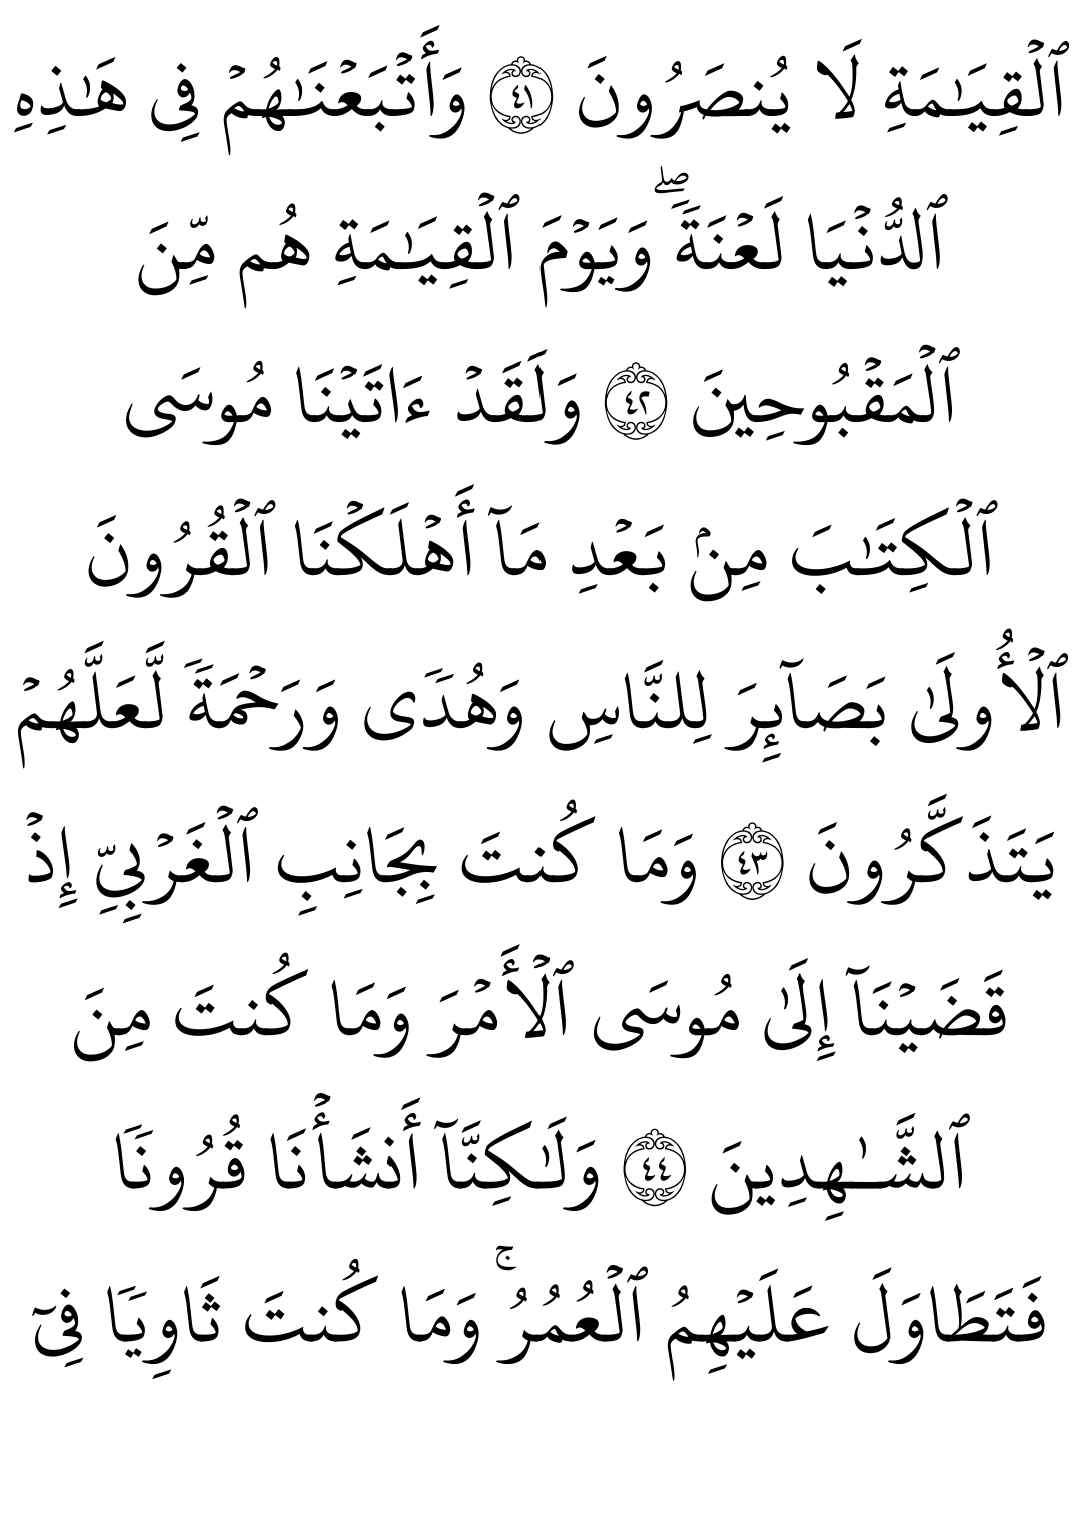 ٱلۡقِيَٰمَةِ لَا يُنصَرُونَ ٤١ وَأَتۡبَعۡنَٰهُمۡ فِي هَٰذِهِ
ٱلدُّنۡيَا لَعۡنَةٗۖ وَيَوۡمَ ٱلۡقِيَٰمَةِ هُم مِّنَ
ٱلۡمَقۡبُوحِينَ ٤٢ وَلَقَدۡ ءَاتَيۡنَا مُوسَى
ٱلۡكِتَٰبَ مِنۢ بَعۡدِ مَآ أَهۡلَكۡنَا ٱلۡقُرُونَ
ٱلۡأُولَىٰ بَصَآئِرَ لِلنَّاسِ وَهُدٗى وَرَحۡمَةٗ لَّعَلَّهُمۡ
يَتَذَكَّرُونَ ٤٣ وَمَا كُنتَ بِجَانِبِ ٱلۡغَرۡبِيِّ إِذۡ
قَضَيۡنَآ إِلَىٰ مُوسَى ٱلۡأَمۡرَ وَمَا كُنتَ مِنَ
ٱلشَّٰهِدِينَ ٤٤ وَلَٰكِنَّآ أَنشَأۡنَا قُرُونٗا
فَتَطَاوَلَ عَلَيۡهِمُ ٱلۡعُمُرُۚ وَمَا كُنتَ ثَاوِيٗا فِيٓ